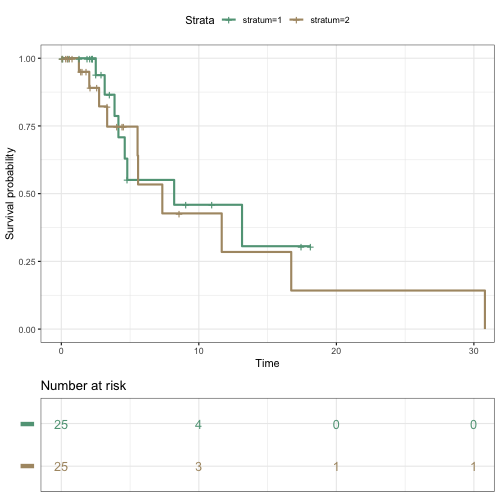 Strata stratum=1 stratum=2
1.00
0.75
0.50
0.25
0.00
Survival probability
0 10 20 30
Time
Number at risk
25 4 0 0
25 3 1 1